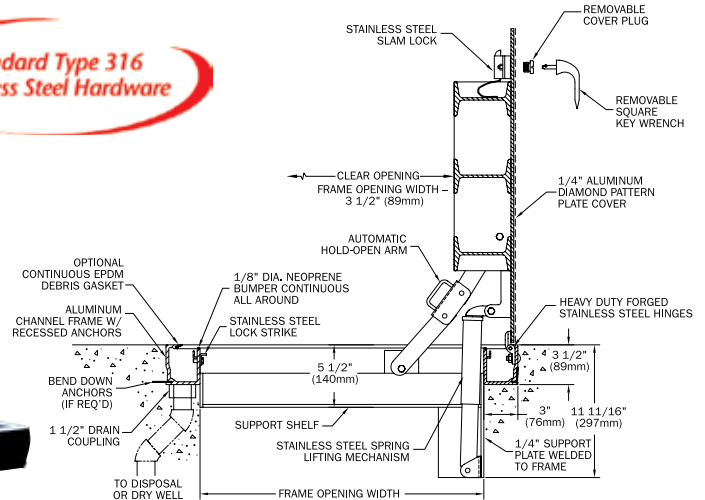 dard Type 316
ss Steel Hardware
STAINLESS STEEL
SLAM LOCK
REMOVABLE
COVER PLUG
REMOVABLE
SQUARE
KEY WRENCH
CLEAR OPENING
FRAME OPENING WIDTH –
3 1/2" (89mm)
1/4" ALUMINUM
DIAMOND PATTERN
PLATE COVER
AUTOMATIC
HOLD-OPEN ARM
OPTIONAL
CONTINUOUS EPDM
DEBRIS GASKET
1/8" DIA. NEOPRENE
BUMPER CONTINUOUS
ALL AROUND
ALUMINUM
CHANNEL FRAME W/
RECESSED ANCHORS
STAINLESS STEEL
LOCK STRIKE
HEAVY DUTY FORGED
STAINLESS STEEL HINGES
5 1/2"
(140mm)
3 1/2"
(89mm)
BEND DOWN
ANCHORS
(IF REQ'D)
3"
(76mm)
11 11/16"
(297mm)
1 1/2" DRAIN
COUPLING
SUPPORT SHELF
STAINLESS STEEL SPRING
LIFTING MECHANISM
1/4" SUPPORT
PLATE WELDED
TO FRAME
TO DISPOSAL
OR DRY WELL
FRAME OPENING WIDTH